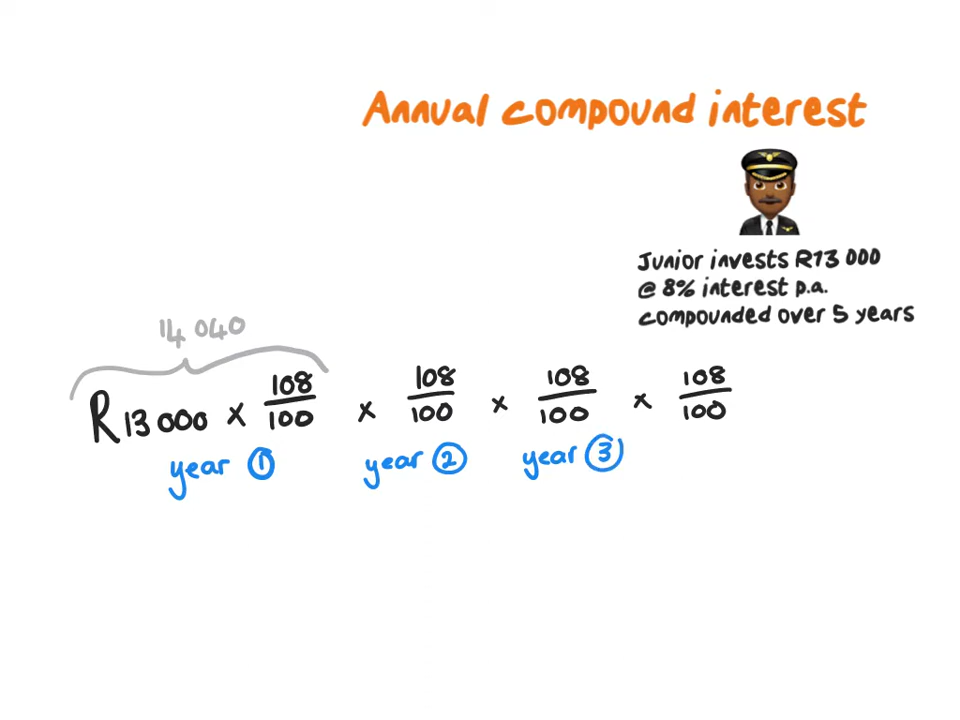 Annual compound interest
Junior invests R13 000
@ 8% interest p.a.
compounded over 5 years
14 040
R13 000 × 108/100 × 108/100 × 108/100 × 108/100
year ① year ② year ③